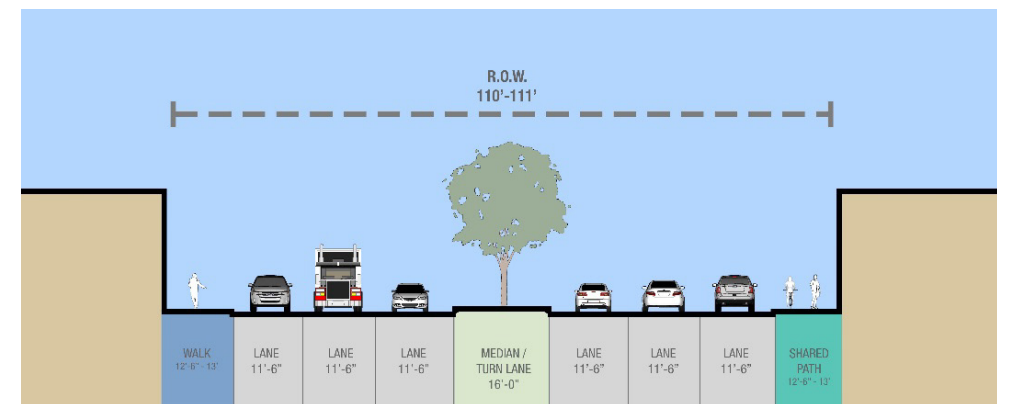 R.O.W.
110'-111'
WALK
12'-6" - 13'
LANE
11'-6"
LANE
11'-6"
LANE
11'-6"
MEDIAN /
TURN LANE
16'-0"
LANE
11'-6"
LANE
11'-6"
LANE
11'-6"
SHARED
PATH
12'-6" - 13'